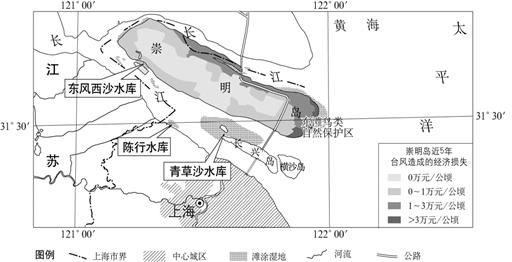 121°00′
122°00′
黄海
太平洋
长江
崇明岛
长江
江苏
东风西沙水库
31°30′
31°30′
陈行水库
青草沙水库
长兴岛
横沙岛
鸟类
自然保护区
上海
崇明岛近5年
台风造成的经济损失
0万元/公顷
0~1万元/公顷
1~3万元/公顷
>3万元/公顷
121°00′
122°00′
图例
上海市界
中心城区
滩涂湿地
河流
公路